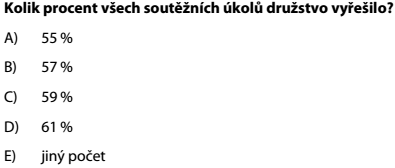 Kolik procent všech soutěžních úkolů družstvo vyřešilo?
A) 55 %
B) 57 %
C) 59 %
D) 61 %
E) jiný počet